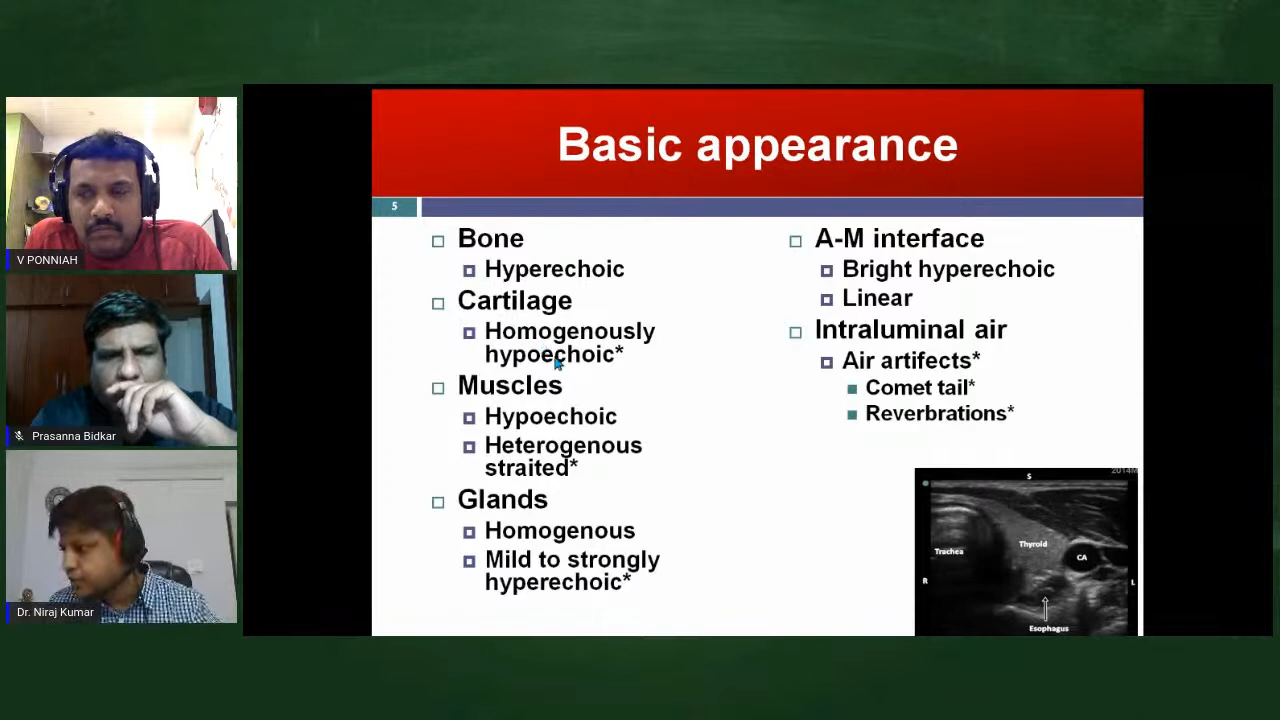 V PONNIAH
Prasanna Bidkar
Dr. Niraj Kumar
Basic appearance
5
Bone
Hyperechoic
Cartilage
Homogenously
hypoechoic*
Muscles
Hypoechoic
Heterogenous
straited*
Glands
Homogenous
Mild to strongly
hyperechoic*
A-M interface
Bright hyperechoic
Linear
Intraluminal air
Air artifects*
Comet tail*
Reverbrations*
2014M
S
Trachea
Thyroid
CA
R
L
Esophagus